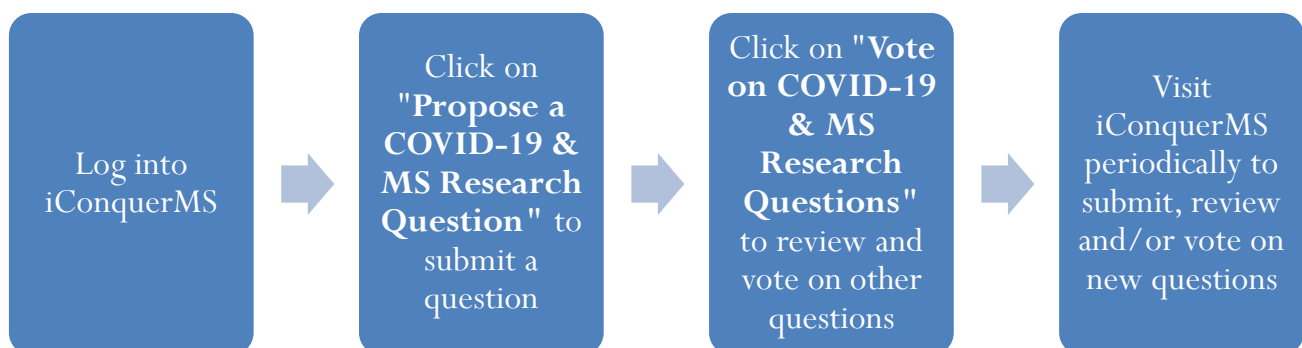 Log into
iConquerMS
Click on
"Propose a
COVID-19 &
MS Research
Question" to
submit a
question
Click on "Vote
on COVID-19
& MS
Research
Questions"
to review and
vote on other
questions
Visit
iConquerMS
periodically to
submit, review
and/or vote on
new questions